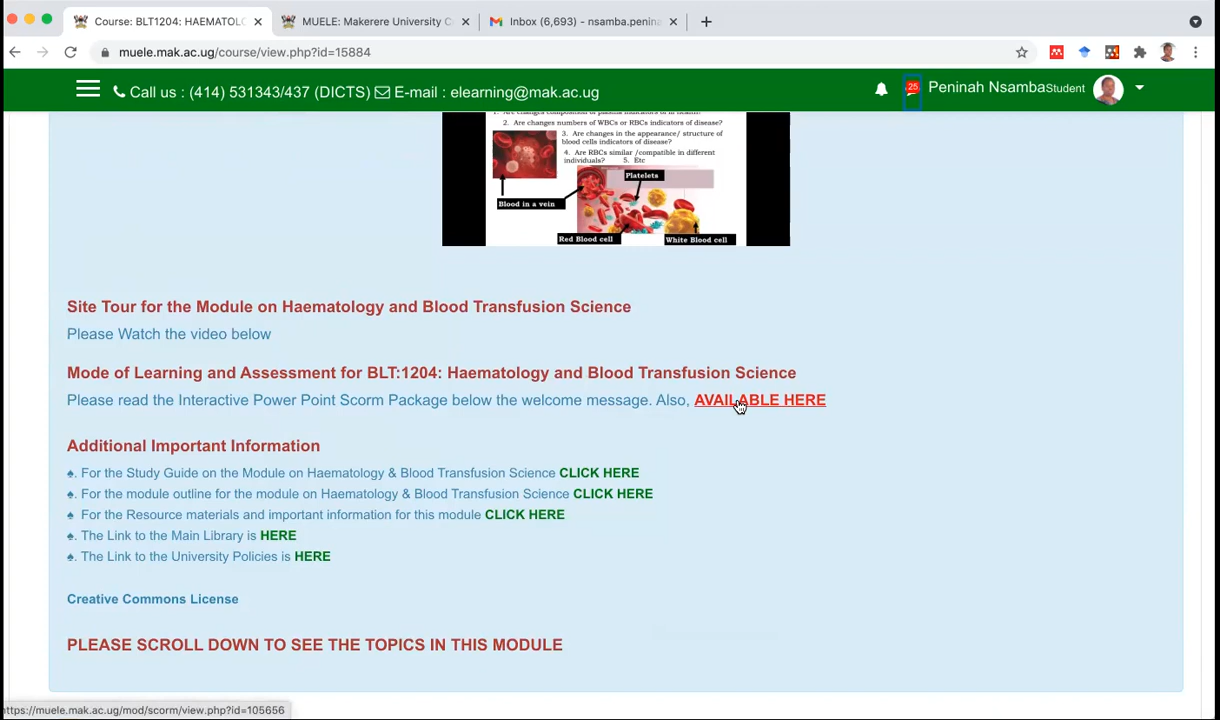 Course: BLT1204: HAEMATOLO
MUELE: Makerere University C
Inbox (6,693) - nsamba.penina
muele.mak.ac.ug/course/view.php?id=15884
Call us : (414) 531343/437 (DICTS) E-mail : elearning@mak.ac.ug
25
Peninah Nsamba Student
2. Are changes numbers of WBCs or RBCs indicators of disease?
3. Are changes in the appearance/ structure of
blood cells indicators of disease?
4. Are RBCs similar /compatible in different
individuals? 5. Etc
Platelets
Blood in a vein
Red Blood cell
White Blood cell
Site Tour for the Module on Haematology and Blood Transfusion Science
Please Watch the video below
Mode of Learning and Assessment for BLT:1204: Haematology and Blood Transfusion Science
Please read the Interactive Power Point Scorm Package below the welcome message. Also, AVAILABLE HERE
Additional Important Information
♠. For the Study Guide on the Module on Haematology & Blood Transfusion Science CLICK HERE
♠. For the module outline for the module on Haematology & Blood Transfusion Science CLICK HERE
♠ For the Resource materials and important information for this module CLICK HERE
♠. The Link to the Main Library is HERE
♠. The Link to the University Policies is HERE
Creative Commons License
PLEASE SCROLL DOWN TO SEE THE TOPICS IN THIS MODULE
https://muele.mak.ac.ug/mod/scorm/view.php?id=105656